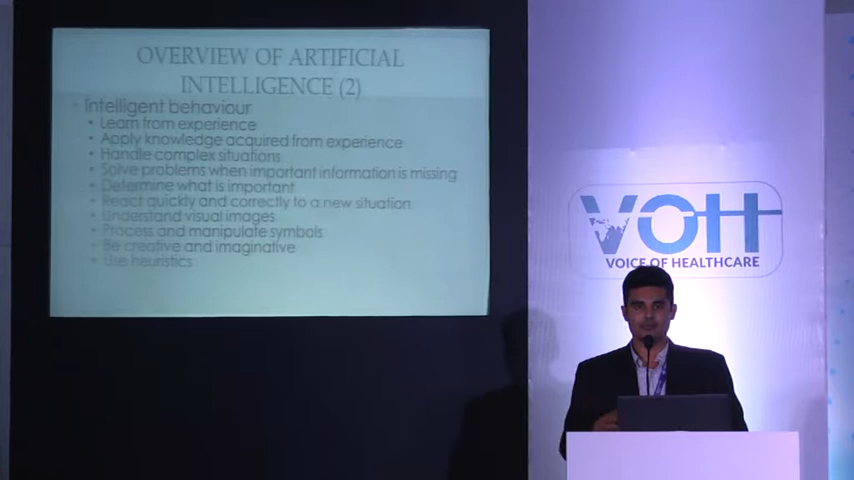 OVERVIEW OF ARTIFICIAL
INTELLIGENCE (2)
Intelligent behaviour
Learn from experience
Apply knowledge acquired from experience
Handle complex situations
Solve problems when important information is missing
Determine what is important
React quickly and correctly to a new situation
Understand visual images
Process and manipulate symbols
Be creative and imaginative
Use heuristics
VOH
VOICE OF HEALTHCARE